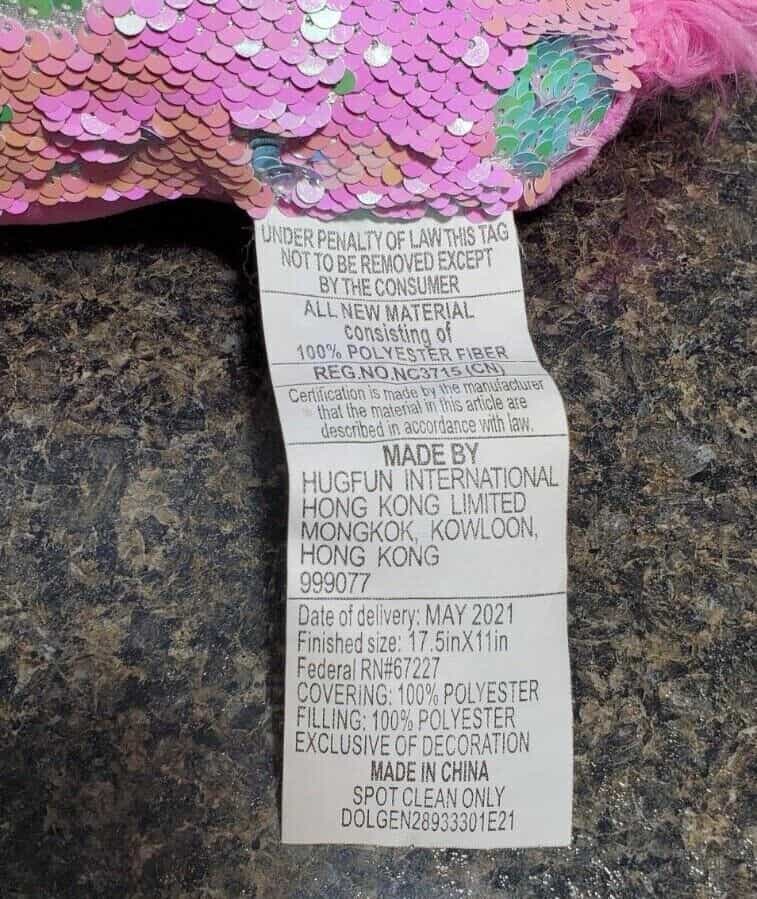 UNDER PENALTY OF LAW THIS TAG
NOT TO BE REMOVED EXCEPT
BY THE CONSUMER
ALL NEW MATERIAL
consisting of
100% POLYESTER FIBER
REG.NO.NC3715 (CN)
Certification is made by the manufacturer
that the material in this article are
described in accordance with law.
MADE BY
HUGFUN INTERNATIONAL
HONG KONG LIMITED
MONGKOK, KOWLOON,
HONG KONG
999077
Date of delivery: MAY 2021
Finished size: 17.5inX11in
Federal RN#67227
COVERING: 100% POLYESTER
FILLING: 100% POLYESTER
EXCLUSIVE OF DECORATION
MADE IN CHINA
SPOT CLEAN ONLY
DOLGEN28933301E21